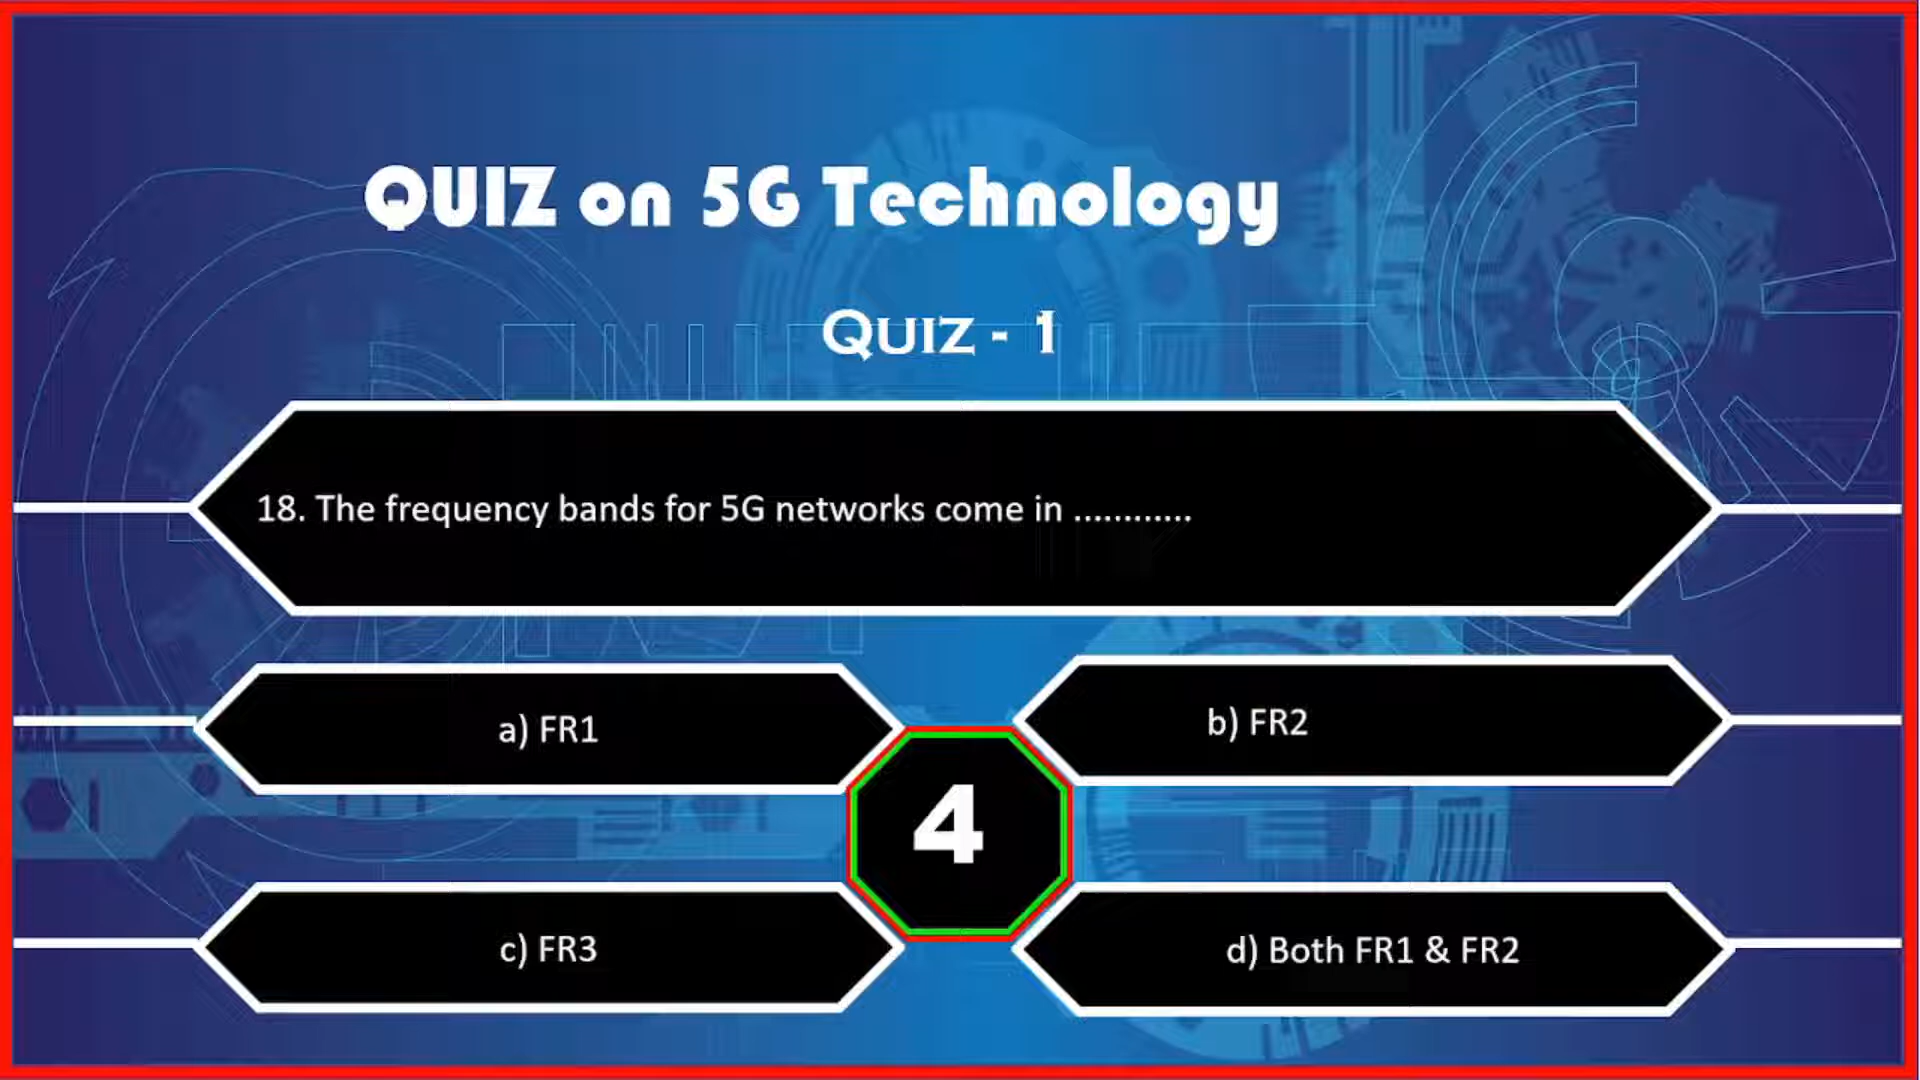 QUIZ on 5G Technology
QUIZ - 1
18. The frequency bands for 5G networks come in ............
a) FR1
b) FR2
4
c) FR3
d) Both FR1 & FR2